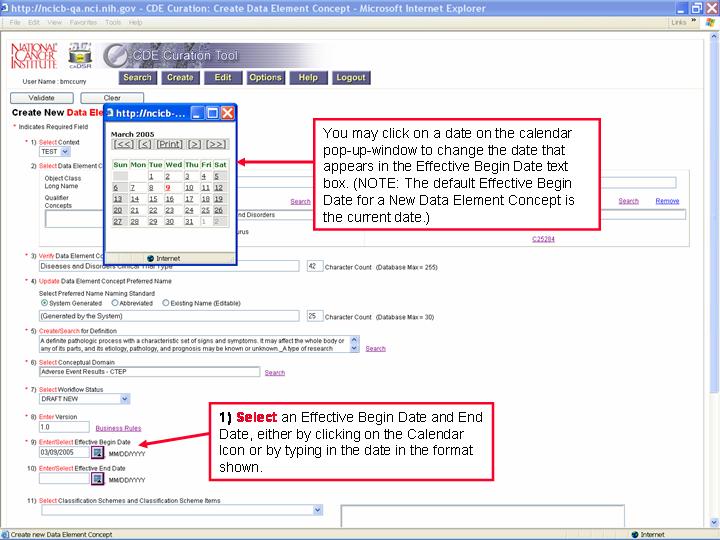 http://ncicb-qa.nci.nih.gov - CDE Curation: Create Data Element Concept - Microsoft Internet Explorer
File Edit View Favorites Tools Help
Links »
NATIONAL CANCER INSTITUTE
caDSR
CDE Curation Tool
User Name : bmccurry
Search Create Edit Options Help Logout
Validate Clear
Create New Data Ele
* Indicates Required Field
* 1) Select Context
TEST
* 2) Select Data Element C
Object Class
Long Name
Qualifier
Concepts
Search
nd Disorders
urus
Search Remove
C25284
http://ncicb-...
March 2005
[<<] [<] [Print] [>] [>>]
Sun Mon Tue Wed Thu Fri Sat
1 2 3 4 5
6 7 8 9 10 11 12
13 14 15 16 17 18 19
20 21 22 23 24 25 26
27 28 29 30 31 1 2
Internet
You may click on a date on the calendar
pop-up-window to change the date that
appears in the Effective Begin Date text
box. (NOTE: The default Effective Begin
Date for a New Data Element Concept is
the current date.)
* 3) Verify Data Element Co
Diseases and Disorders Clinical Trial Type
42 Character Count (Database Max = 255)
* 4) Update Data Element Concept Preferred Name
Select Preferred Name Naming Standard
System Generated Abbreviated Existing Name (Editable)
(Generated by the System)
25 Character Count (Database Max = 30)
* 5) Create/Search for Definition
A definite pathologic process with a characteristic set of signs and symptoms. It may affect the whole body or
any of its parts, and its etiology, pathology, and prognosis may be known or unknown._A type of research
Search
* 6) Select Conceptual Domain
Adverse Event Results - CTEP
Search
* 7) Select Workflow Status
DRAFT NEW
* 8) Enter Version
1.0 Business Rules
* 9) Enter/Select Effective Begin Date
03/09/2005 MM/DD/YYYY
10) Enter/Select Effective End Date
MM/DD/YYYY
1) Select an Effective Begin Date and End
Date, either by clicking on the Calendar
Icon or by typing in the date in the format
shown.
11) Select Classification Schemes and Classification Scheme Items
Create new Data Element Concept
Internet